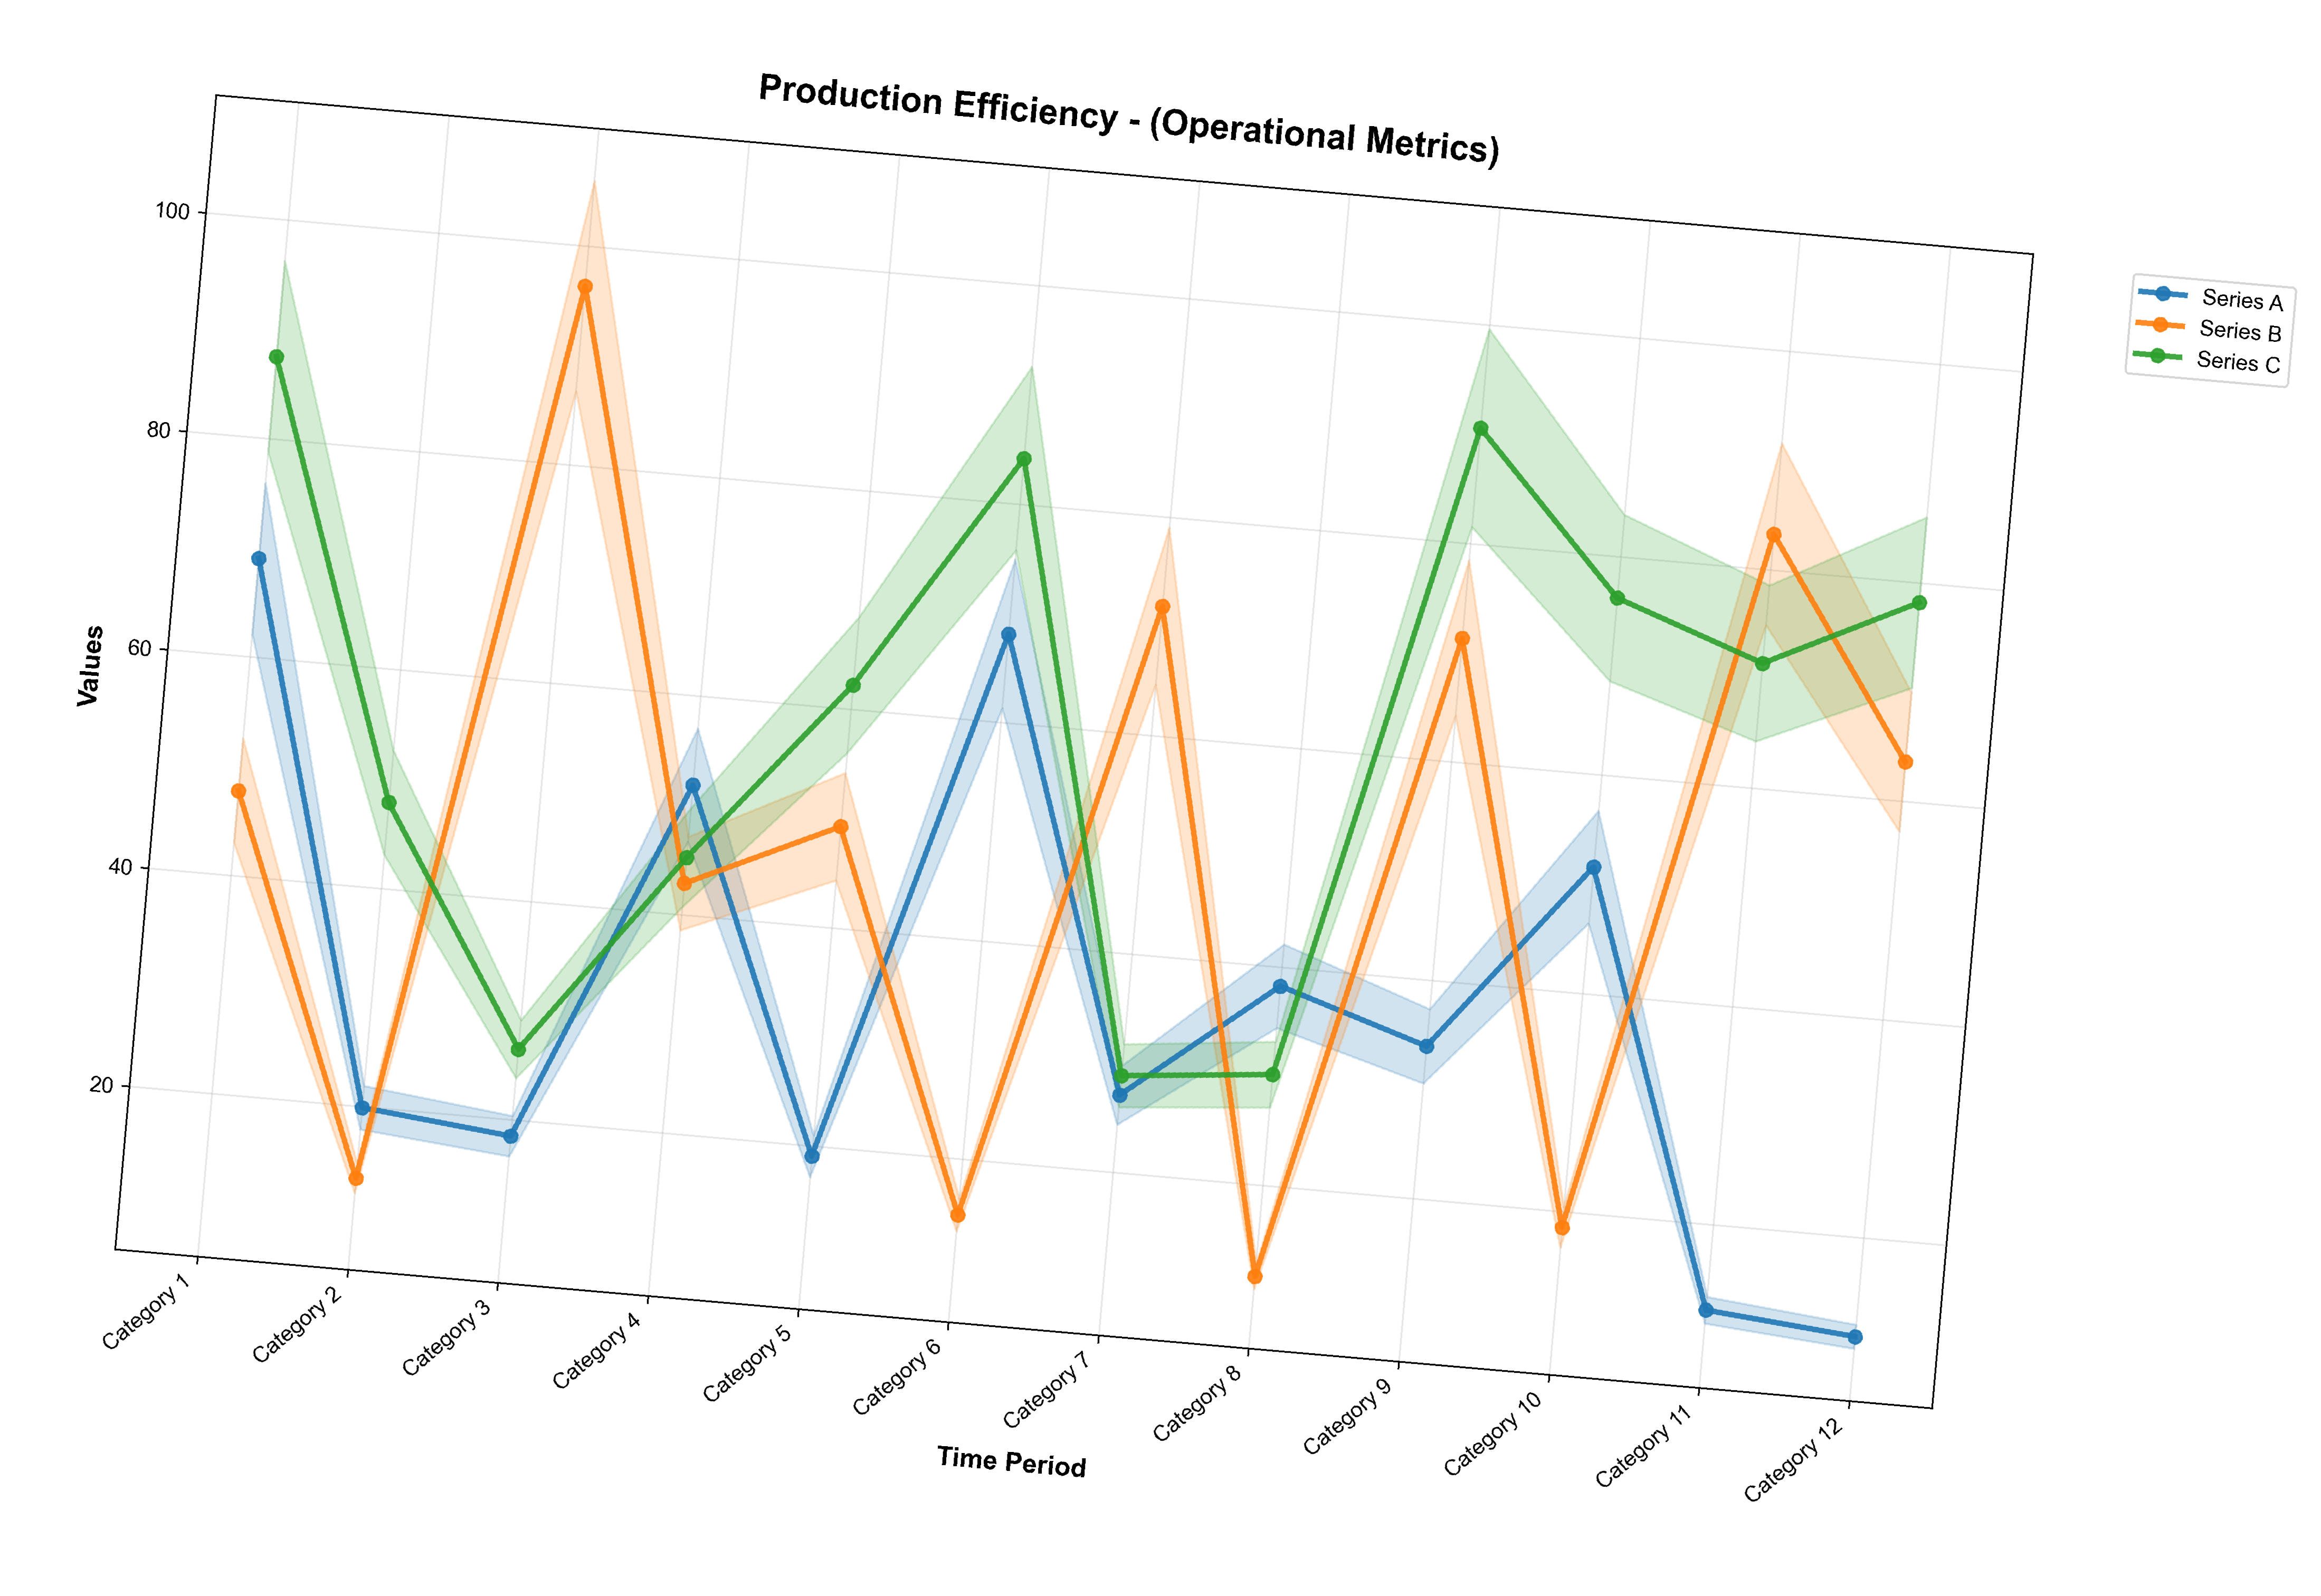 Production Efficiency - (Operational Metrics)
Values
100
80
60
40
20
Category 1
Category 2
Category 3
Category 4
Category 5
Category 6
Category 7
Category 8
Category 9
Category 10
Category 11
Category 12
Time Period
Series A
Series B
Series C